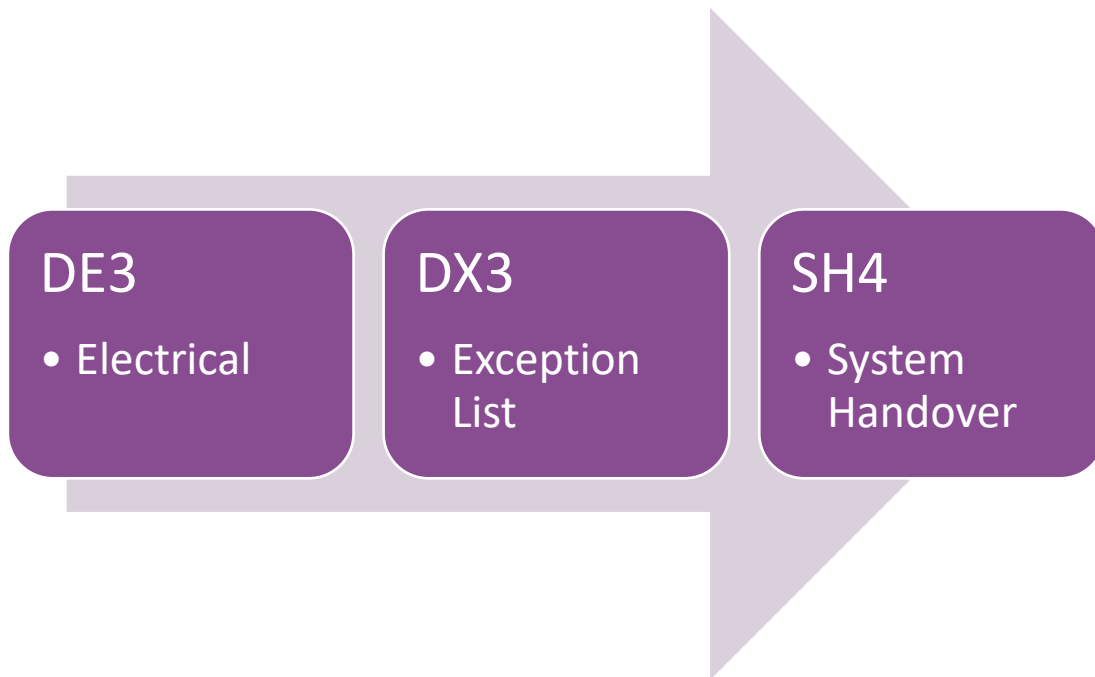 DE3
• Electrical
DX3
• Exception
List
SH4
• System
Handover